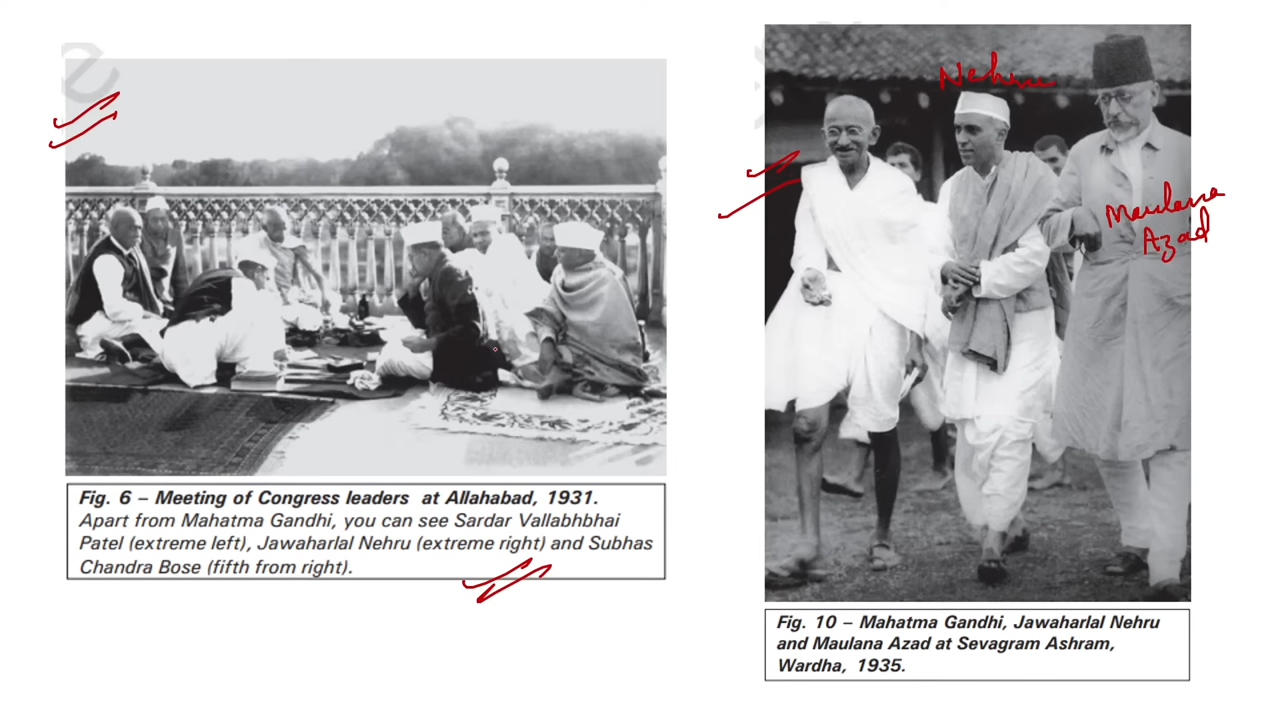 Fig. 6 – Meeting of Congress leaders at Allahabad, 1931.
Apart from Mahatma Gandhi, you can see Sardar Vallabhbhai
Patel (extreme left), Jawaharlal Nehru (extreme right) and Subhas
Chandra Bose (fifth from right).
Nehru
Maulana
Azad
Fig. 10 – Mahatma Gandhi, Jawaharlal Nehru
and Maulana Azad at Sevagram Ashram,
Wardha, 1935.